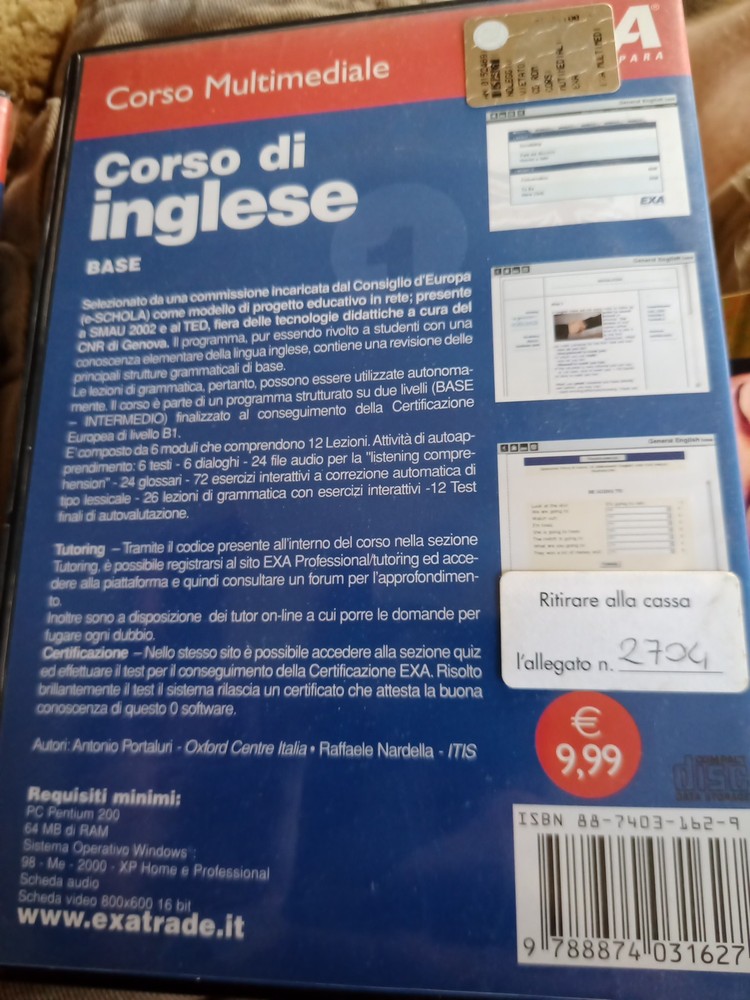 Corso Multimediale
A®
PARA
Corso di
inglese
1
BASE
Selezionato da una commissione incaricata dal Consiglio d'Europa
(e-SCHOLA) come modello di progetto educativo in rete; presente
a SMAU 2002 e al TED, fiera delle tecnologie didattiche a cura del
CNR di Genova. Il programma, pur essendo rivolto a studenti con una
conoscenza elementare della lingua inglese, contiene una revisione delle
principali strutture grammaticali di base.
Le lezioni di grammatica, pertanto, possono essere utilizzate autonoma-
mente. Il corso è parte di un programma strutturato su due livelli (BASE
– INTERMEDIO) finalizzato al conseguimento della Certificazione
Europea di livello B1.
E' composto da 6 moduli che comprendono 12 Lezioni. Attività di autoap-
prendimento: 6 testi - 6 dialoghi - 24 file audio per la "listening compre-
hension" - 24 glossari - 72 esercizi interattivi a correzione automatica di
tipo lessicale - 26 lezioni di grammatica con esercizi interattivi -12 Test
finali di autovalutazione.
Tutoring – Tramite il codice presente all'interno del corso nella sezione
Tutoring, è possibile registrarsi al sito EXA Professional/tutoring ed acce-
dere alla piattaforma e quindi consultare un forum per l'approfondimen-
to.
Inoltre sono a disposizione dei tutor on-line a cui porre le domande per
fugare ogni dubbio.
Certificazione – Nello stesso sito è possibile accedere alla sezione quiz
ed effettuare il test per il conseguimento della Certificazione EXA. Risolto
brillantemente il test il sistema rilascia un certificato che attesta la buona
conoscenza di questo 0 software.
Autori: Antonio Portaluri - Oxford Centre Italia • Raffaele Nardella - ITIS
Requisiti minimi:
PC Pentium 200
64 MB di RAM
Sistema Operativo Windows :
98 - Me - 2000 - XP Home e Professional
Scheda audio
Scheda video 800x600 16 bit
www.exatrade.it
General English
EXA
General English
General English
Ritirare alla cassa
l'allegato n. 2704
€
9,99
COMPACT
disc
DATA STORAGE
ISBN 88-7403-162-9
9 788874 031627